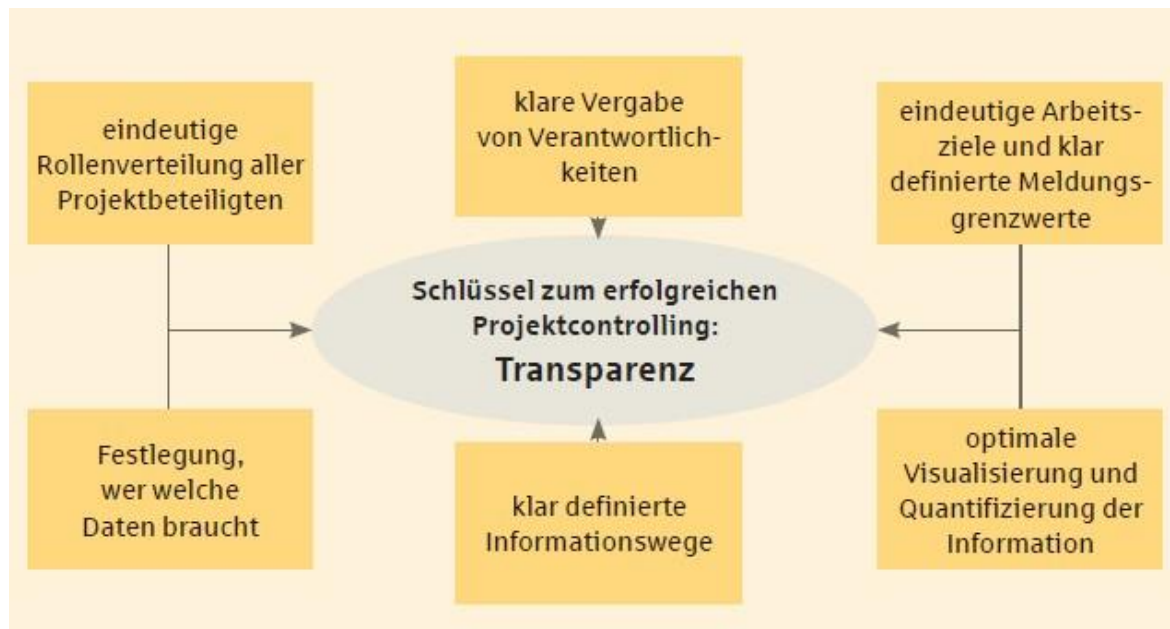 eindeutige
Rollenverteilung aller
Projektbeteiligten
klare Vergabe
von Verantwortlich-
keiten
eindeutige Arbeits-
ziele und klar
definierte Meldungs-
grenzwerte
Schlüssel zum erfolgreichen
Projektcontrolling:
Transparenz
Festlegung,
wer welche
Daten braucht
klar definierte
Informationswege
optimale
Visualisierung und
Quantifizierung der
Information